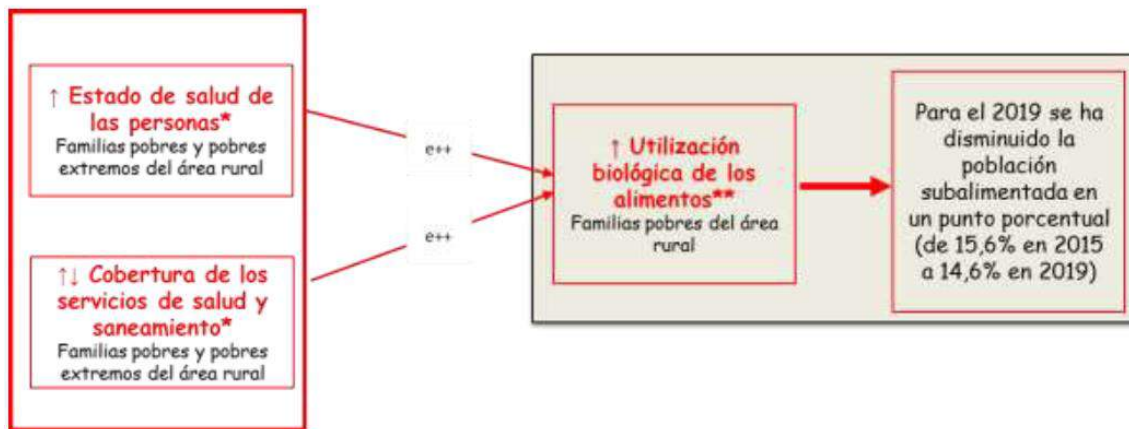 ↑ Estado de salud de
las personas*
Familias pobres y pobres
extremos del área rural
↑↓ Cobertura de los
servicios de salud y
saneamiento*
Familias pobres y pobres
extremos del área rural
e++
e++
↑ Utilización
biológica de los
alimentos**
Familias pobres del área
rural
Para el 2019 se ha
disminuido la
población
subalimentada en
un punto porcentual
(de 15,6% en 2015
a 14,6% en 2019)